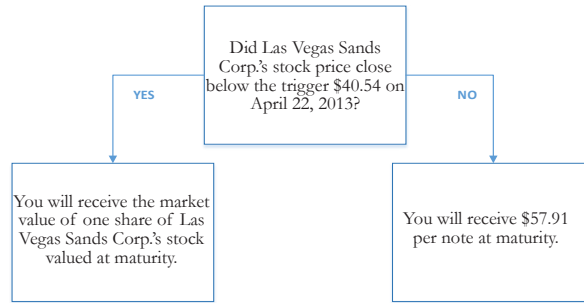 Did Las Vegas Sands
Corp.'s stock price close
below the trigger $40.54 on
April 22, 2013?
YES
NO
You will receive the market
value of one share of Las
Vegas Sands Corp.'s stock
valued at maturity.
You will receive $57.91
per note at maturity.